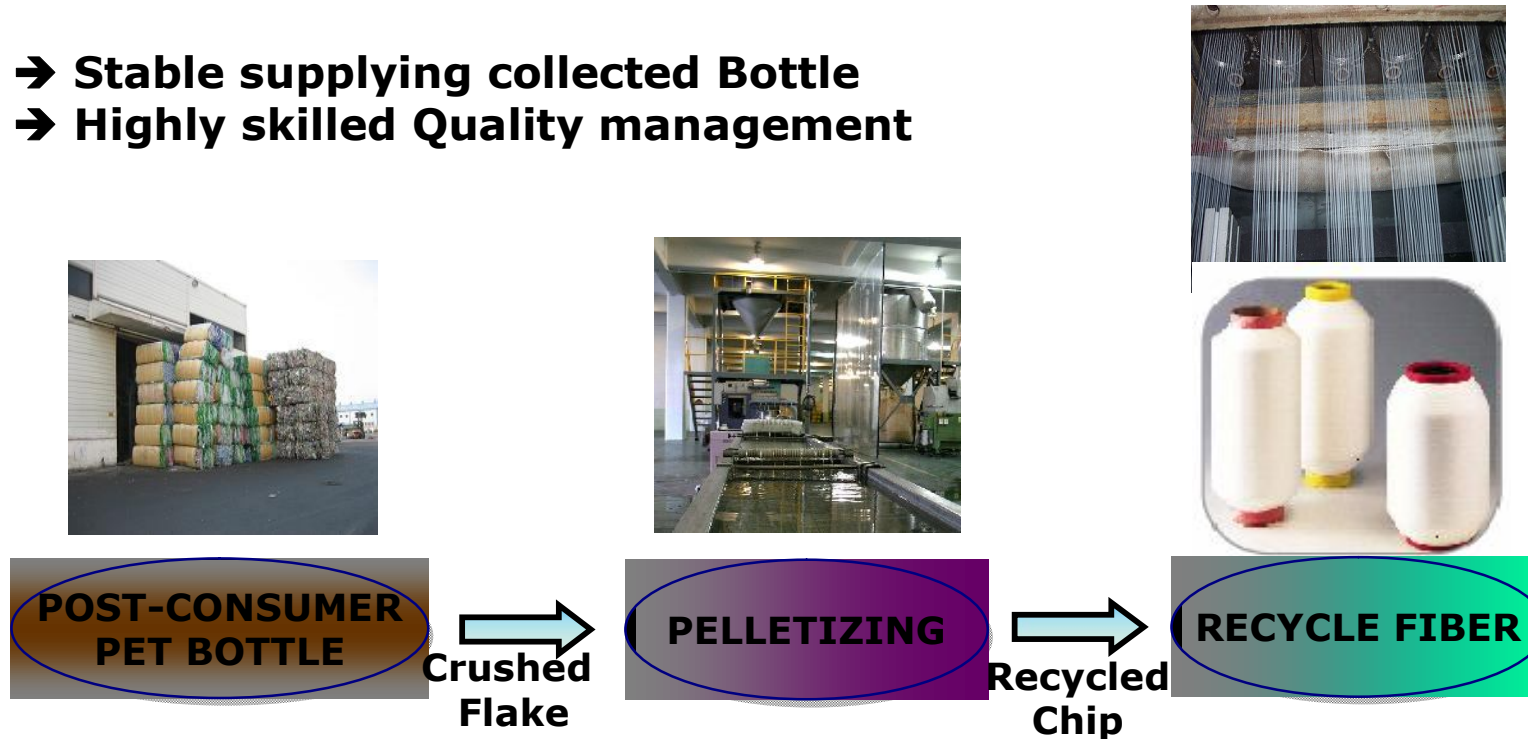 ➔ Stable supplying collected Bottle
➔ Highly skilled Quality management
POST-CONSUMER
PET BOTTLE
Crushed
Flake
PELLETIZING
Recycled
Chip
RECYCLE FIBER